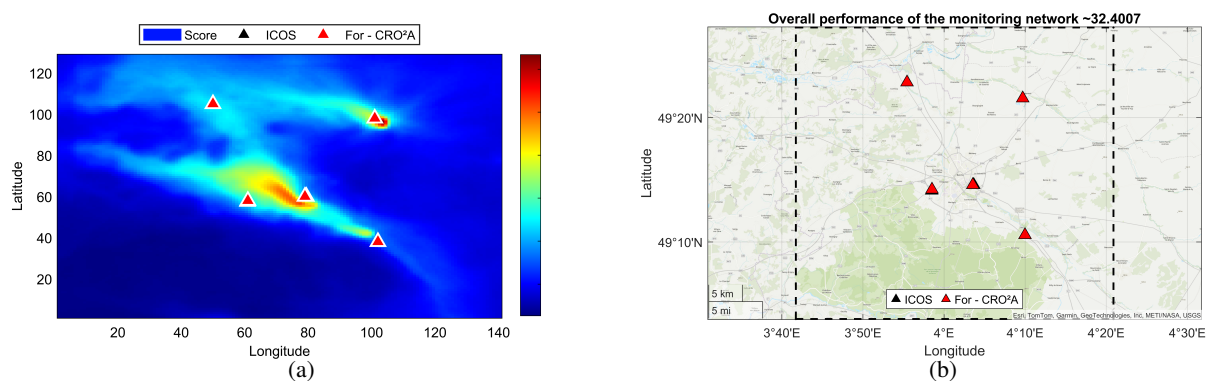 Score ICOS For - CRO²A
Latitude
120
100
80
60
40
20
20 40 60 80 100 120 140
Longitude
(a)
Overall performance of the monitoring network ~32.4007
Latitude
49°20'N
49°10'N
5 km
5 mi
ICOS For - CRO²A
Esri, TomTom, Garmin, GeoTechnologies, Inc, METI/NASA, USGS
3°40'E 3°50'E 4°E 4°10'E 4°20'E 4°30'E
Longitude
(b)